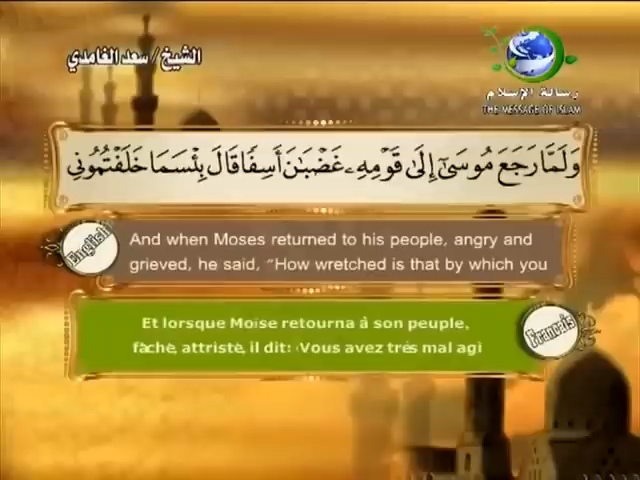 الشيخ / سعد الغامدي
رسالة الإسلام
THE MESSAGE OF ISLAM
وَلَمَّا رَجَعَ مُوسَىٰٓ إِلَىٰ قَوْمِهِۦ غَضْبَـٰنَ أَسِفًا قَالَ بِئْسَمَا خَلَفْتُمُونِي
English
And when Moses returned to his people, angry and
grieved, he said, "How wretched is that by which you
Et lorsque Moïse retourna à son peuple,
fâché, attristé, il dit: «Vous avez très mal agi
Français